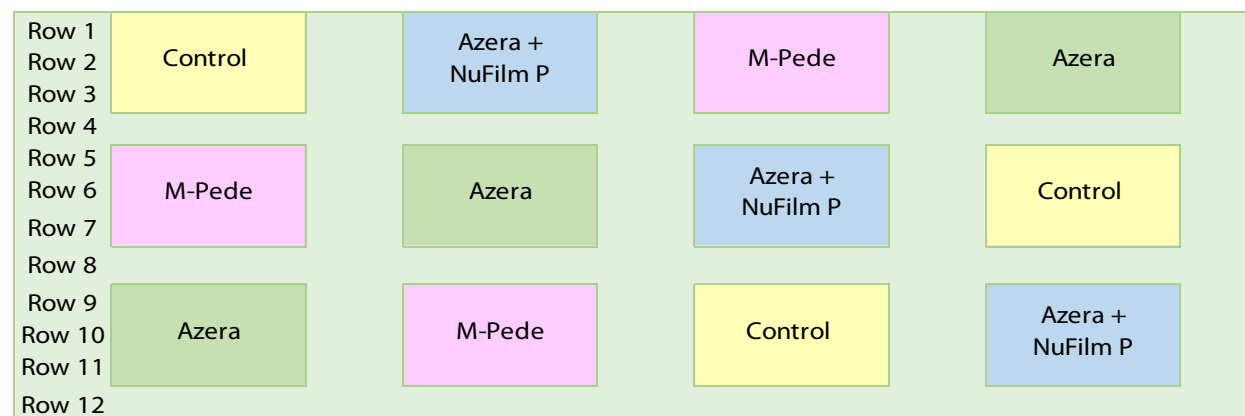 Row 1
Row 2
Row 3
Row 4
Row 5
Row 6
Row 7
Row 8
Row 9
Row 10
Row 11
Row 12
Control
Azera +
NuFilm P
M-Pede
Azera
M-Pede
Azera
Azera +
NuFilm P
Control
Azera
M-Pede
Control
Azera +
NuFilm P